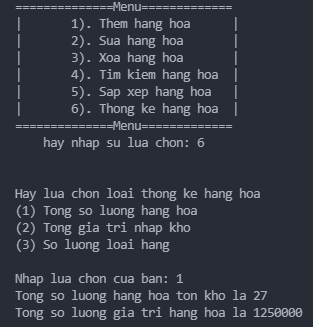 ==============Menu=============
|       1). Them hang hoa      |
|       2). Sua hang hoa       |
|       3). Xoa hang hoa       |
|       4). Tim kiem hang hoa  |
|       5). Sap xep hang hoa   |
|       6). Thong ke hang hoa  |
==============Menu=============
    hay nhap su lua chon: 6
Hay lua chon loai thong ke hang hoa
(1) Tong so luong hang hoa
(2) Tong gia tri nhap kho
(3) So luong loai hang
Nhap lua chon cua ban: 1
Tong so luong hang hoa ton kho la 27
Tong so luong gia tri hang hoa la 1250000